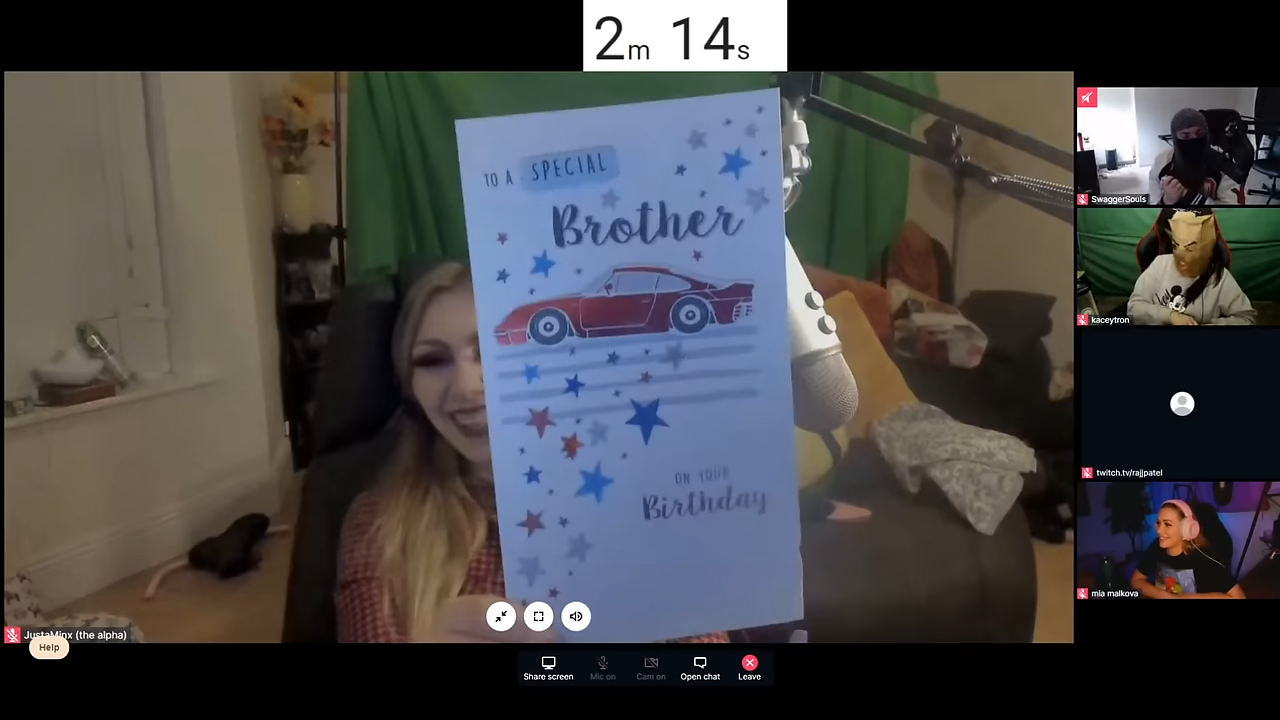 2m 14s
TO A SPECIAL
Brother
ON YOUR
Birthday
SwaggerSouls
kaceytron
twitch.tv/rajjpatel
mia malkova
JustaMinx (the alpha)
Help
Share screen
Mic on
Cam on
Open chat
Leave